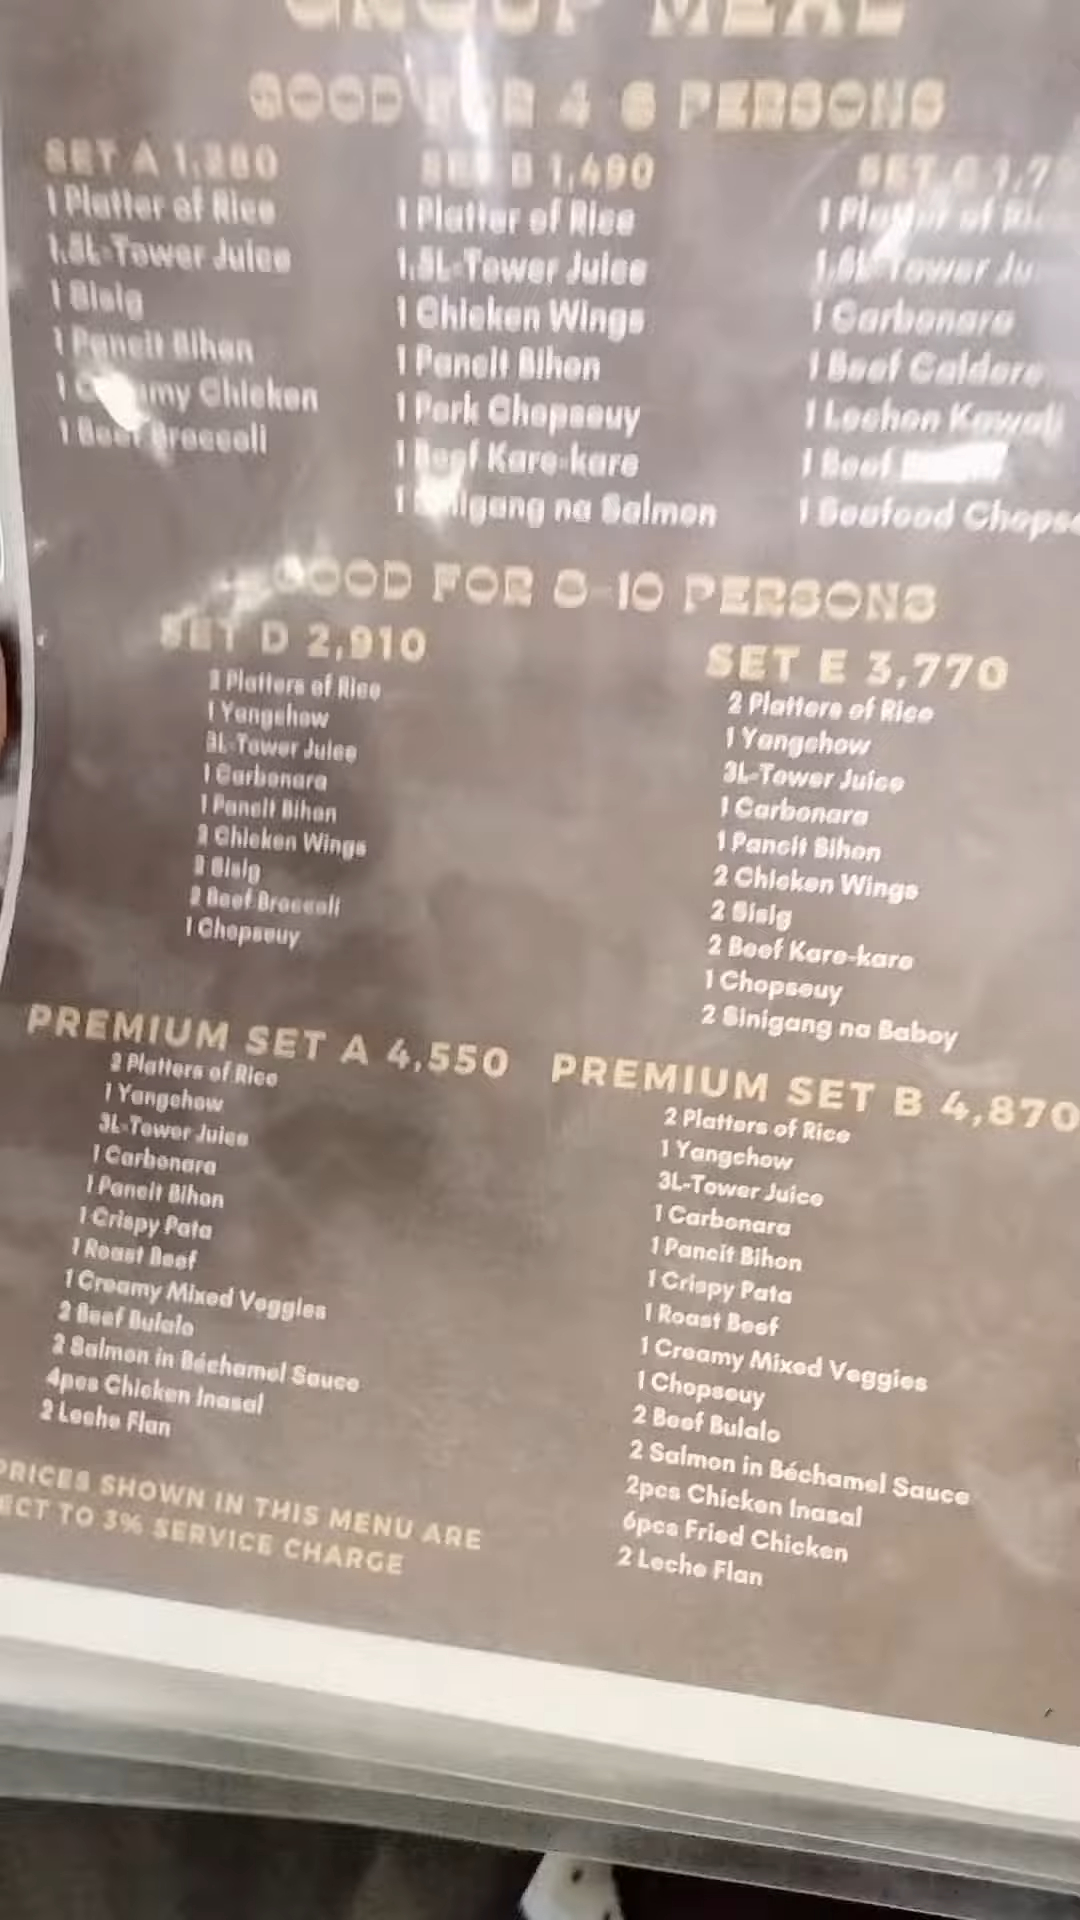 GROUP MEAL
GOOD FOR 4 6 PERSONS
SET A 1,280
1 Platter of Rice
1.5L-Tower Juice
1 Sisig
1 Pancit Bihon
1 Creamy Chicken
1 Beef Broccoli
SET B 1,490
1 Platter of Rice
1.5L-Tower Juice
1 Chicken Wings
1 Pancit Bihon
1 Pork Chopsouy
1 Beef Kare-kare
1 Sinigang na Salmon
SET C 1,7
1 Platter of
1.5L Tower Ju
1 Carbonara
1 Beef Caldere
1 Lechon Kawali
1 Beef
1 Seafood Chops
GOOD FOR 8-10 PERSONS
SET D 2,910
2 Platters of Rice
1 Yangchow
3L-Tower Juice
1 Carbonara
1 Pancit Bihon
2 Chicken Wings
2 Sisig
2 Beef Broccoli
1 Chopsouy
SET E 3,770
2 Platters of Rice
1 Yangchow
3L-Tower Juice
1 Carbonara
1 Pancit Bihon
2 Chicken Wings
2 Sisig
2 Beef Kare-kare
1 Chopsouy
2 Sinigang na Baboy
PREMIUM SET A 4,550
2 Platters of Rice
1 Yangchow
3L-Tower Juice
1 Carbonara
1 Pancit Bihon
1 Crispy Pata
1 Roast Beef
1 Creamy Mixed Veggies
2 Beef Bulalo
2 Salmon in Béchamel Sauce
4pcs Chicken Inasal
2 Leche Flan
PREMIUM SET B 4,870
2 Platters of Rice
1 Yangchow
3L-Tower Juice
1 Carbonara
1 Pancit Bihon
1 Crispy Pata
1 Roast Beef
1 Creamy Mixed Veggies
1 Chopsouy
2 Beef Bulalo
2 Salmon in Béchamel Sauce
2pcs Chicken Inasal
6pcs Fried Chicken
2 Leche Flan
PRICES SHOWN IN THIS MENU ARE
ECT TO 3% SERVICE CHARGE